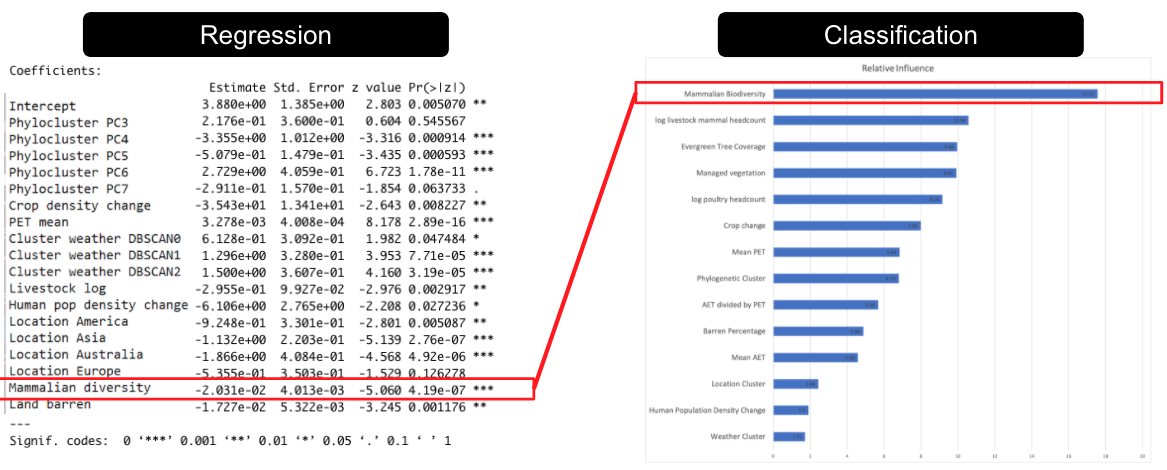 Regression
Coefficients:
Estimate Std. Error z value Pr(>|z|)
Intercept 3.880e+00 1.385e+00 2.803 0.005070 **
Phylocluster PC3 2.176e-01 3.600e-01 0.604 0.545567
Phylocluster PC4 -3.355e+00 1.012e+00 -3.316 0.000914 ***
Phylocluster PC5 -5.079e-01 1.479e-01 -3.435 0.000593 ***
Phylocluster PC6 2.729e+00 4.059e-01 6.723 1.78e-11 ***
Phylocluster PC7 -2.911e-01 1.570e-01 -1.854 0.063733 .
Crop density change -3.543e+01 1.341e+01 -2.643 0.008227 **
PET mean 3.278e-03 4.008e-04 8.178 2.89e-16 ***
Cluster weather DBSCAN0 6.128e-01 3.092e-01 1.982 0.047484 *
Cluster weather DBSCAN1 1.296e+00 3.280e-01 3.953 7.71e-05 ***
Cluster weather DBSCAN2 1.500e+00 3.607e-01 4.160 3.19e-05 ***
Livestock log -2.955e-01 9.927e-02 -2.976 0.002917 **
Human pop density change -6.106e+00 2.765e+00 -2.208 0.027236 *
Location America -9.248e-01 3.301e-01 -2.801 0.005087 **
Location Asia -1.132e+00 2.203e-01 -5.139 2.76e-07 ***
Location Australia -1.866e+00 4.084e-01 -4.568 4.92e-06 ***
Location Europe -5.355e-01 3.503e-01 -1.529 0.126278
Mammalian diversity -2.031e-02 4.013e-03 -5.060 4.19e-07 ***
Land barren -1.727e-02 5.322e-03 -3.245 0.001176 **
---
Signif. codes: 0 ‘***’ 0.001 ‘**’ 0.01 ‘*’ 0.05 ‘.’ 0.1 ‘ ’ 1
Classification
Relative Influence
Mammalian Biodiversity
log livestock mammal headcount
Evergreen Tree Coverage
Managed vegetation
log poultry headcount
Crop change
Mean PET
Phylogenetic Cluster
AET divided by PET
Barren Percentage
Mean AET
Location Cluster
Human Population Density Change
Weather Cluster
0 2 4 6 8 10 12 14 16 18 20